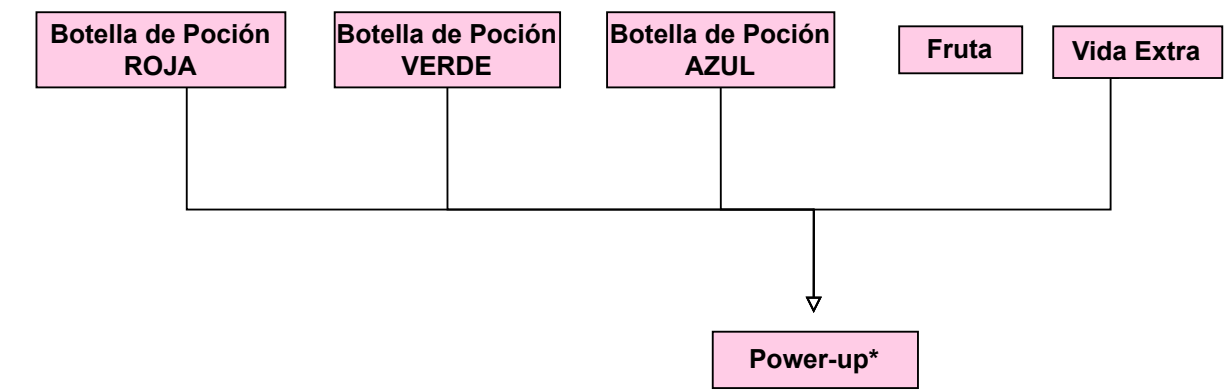 Botella de Poción
ROJA
Botella de Poción
VERDE
Botella de Poción
AZUL
Fruta
Vida Extra
Power-up*